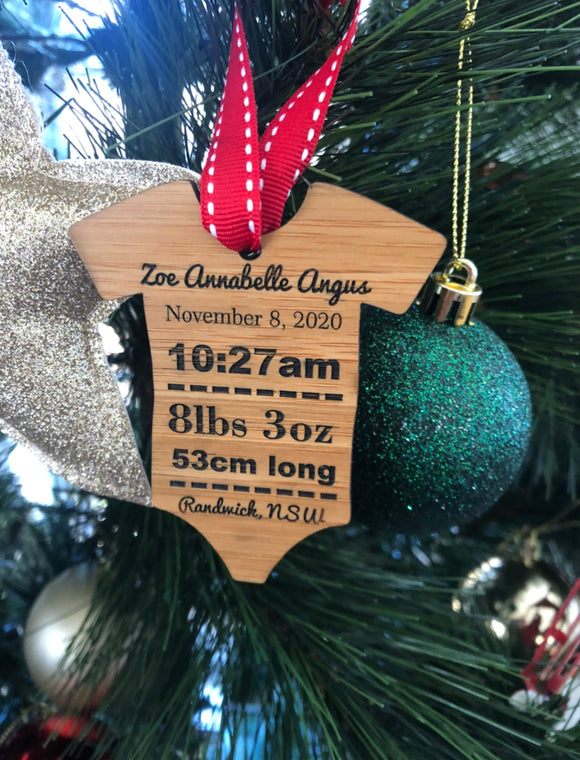 Zoe Annabelle Angus
November 8, 2020
10:27am
8lbs 3oz
53cm long
Randwick, NSW